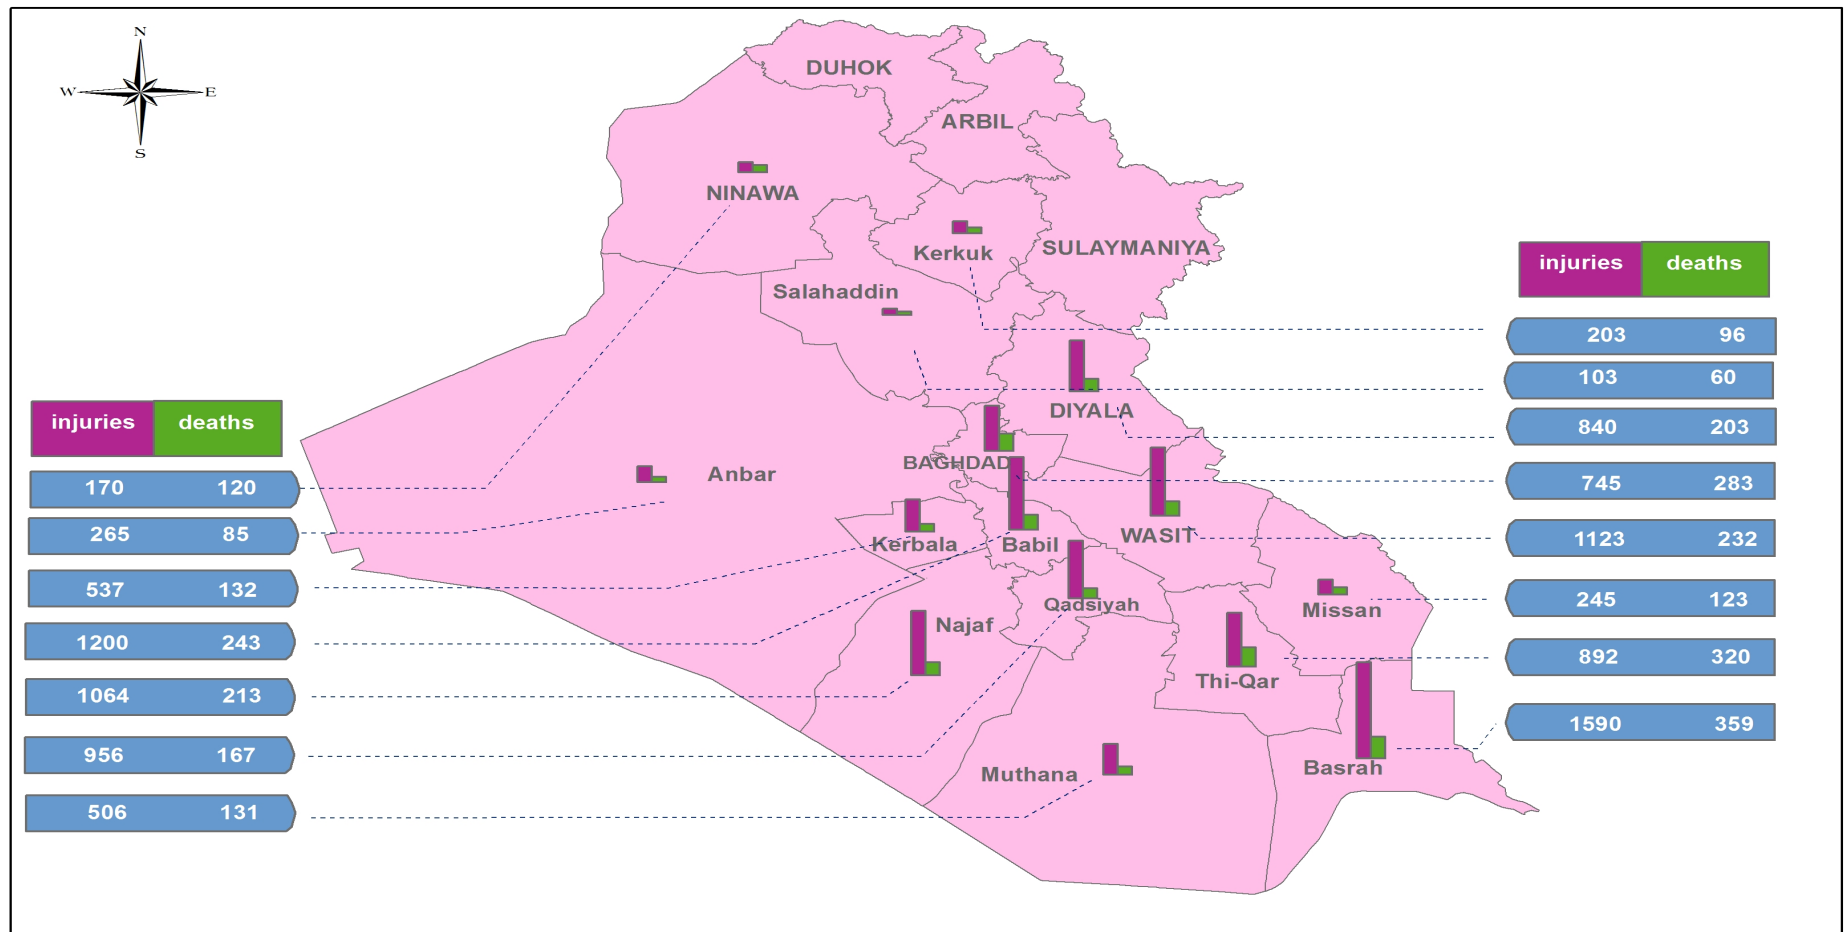 N
W E
S
DUHOK
ARBIL
NINAWA
Kerkuk
SULAYMANIYA
Salahaddin
DIYALA
BAGHDAD
Anbar
WASIT
Kerbala
Babil
Qadsiyah
Missan
Najaf
Thi-Qar
Muthana
Basrah
injuries deaths
170 120
265 85
537 132
1200 243
1064 213
956 167
506 131
injuries deaths
203 96
103 60
840 203
745 283
1123 232
245 123
892 320
1590 359